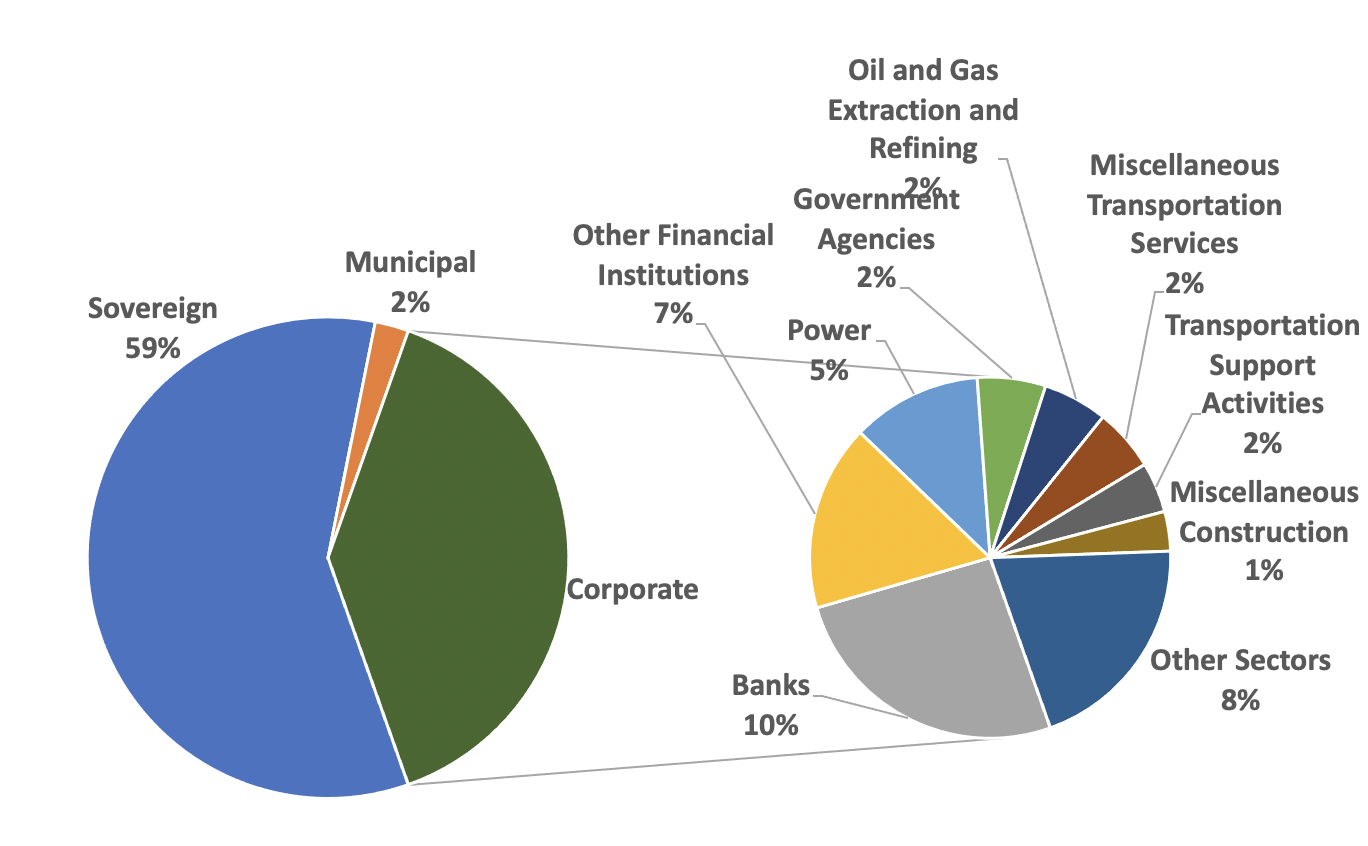 Sovereign
59%
Municipal
2%
Corporate
Other Financial
Institutions
7%
Power
5%
Government
Agencies
2%
Oil and Gas
Extraction and
Refining
2%
Miscellaneous
Transportation
Services
2%
Transportation
Support
Activities
2%
Miscellaneous
Construction
1%
Other Sectors
8%
Banks
10%